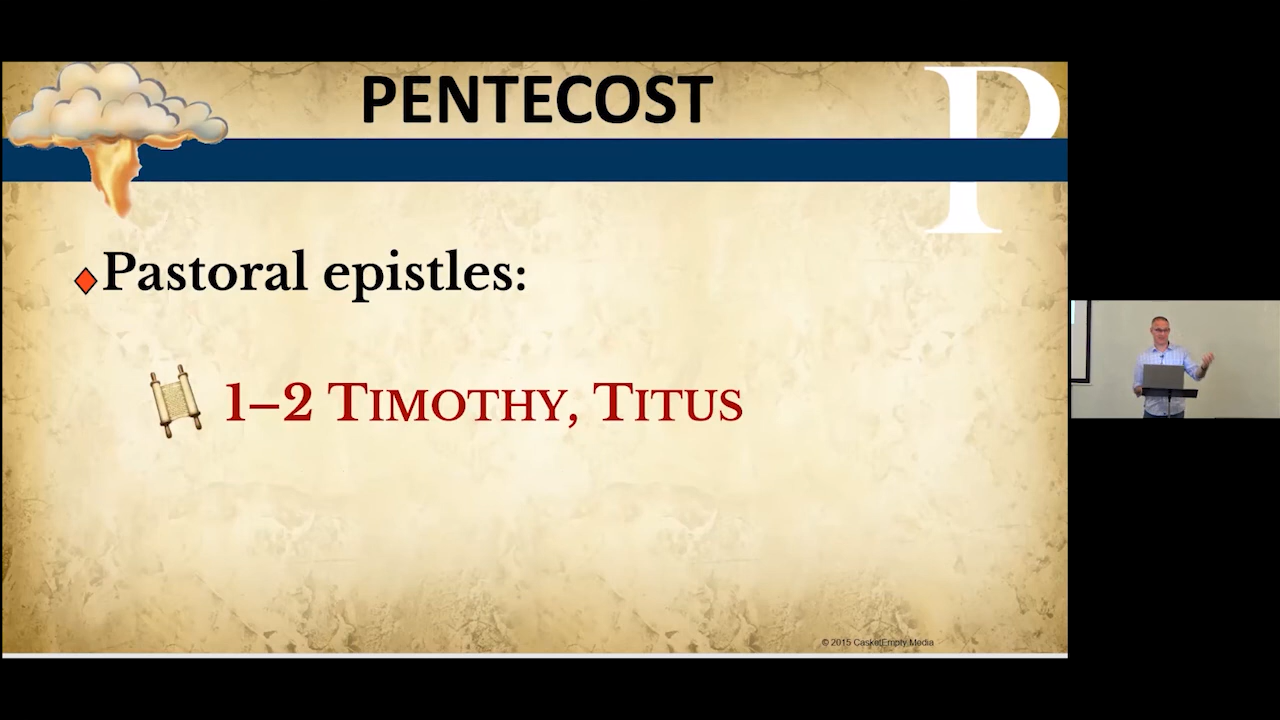 PENTECOST
P
Pastoral epistles:
1–2 TIMOTHY, TITUS
© 2015 CasketEmpty Media